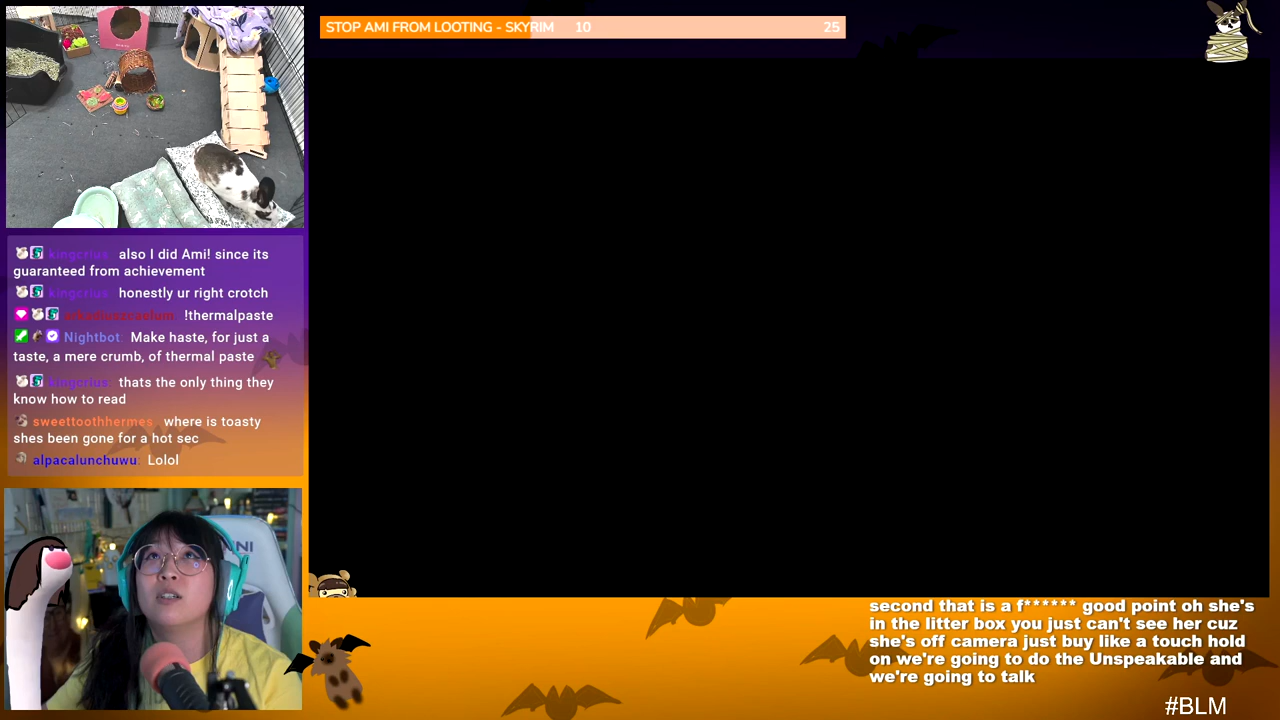 STOP AMI FROM LOOTING - SKYRIM 10 25
kingcrius: also I did Ami! since its
guaranteed from achievement
kingcrius: honestly ur right crotch
!thermalpaste
Nightbot: Make haste, for just a
taste, a mere crumb, of thermal paste
kingcrius: thats the only thing they
know how to read
sweettoothhermes: where is toasty
shes been gone for a hot sec
alpacalunchuwu: Lolol
second that is a f****** good point oh she's
in the litter box you just can't see her cuz
she's off camera just buy like a touch hold
on we're going to do the Unspeakable and
we're going to talk
#BLM